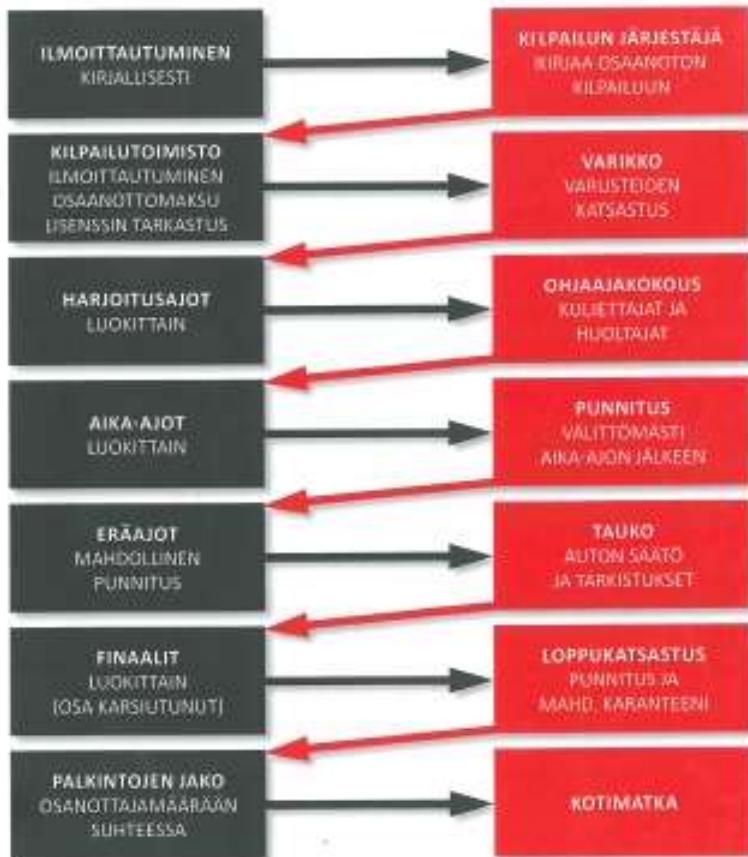 ILMOITTAUTUMINEN
KIRJALLISESTI
KILPAILUN JÄRJESTÄJÄ
KIRJAA OSAANOTON
KILPAILUUN
KILPAILUTOIMISTO
ILMOITTAUTUMINEN
OSAANOTTOMAKSU
LISENSSIN TARKASTUS
VARIKKO
VARUSTEIDEN
KATSASTUS
HARJOITUSAJOT
LUOKITTAIN
OHJAAJAKOKOUS
KULJETTAJAT JA
HUOLTAJAT
AIKA-AJOT
LUOKITTAIN
PUNNITUS
VÄLITTÖMÄSTI
AIKA-AJON JÄLKEEN
ERÄAJOT
MAHDOLLINEN
PUNNITUS
TAUKO
AUTON SÄÄTÖ
JA TARKISTUKSET
FINAALIT
LUOKITTAIN
(OSA KARSIUTUNUT)
LOPPUKATSASTUS
PUNNITUS JA
MAHD. KARANTEENI
PALKINTOJEN JAKO
OSANOTTAJAMÄÄRÄÄN
SUHTEESSA
KOTIMATKA